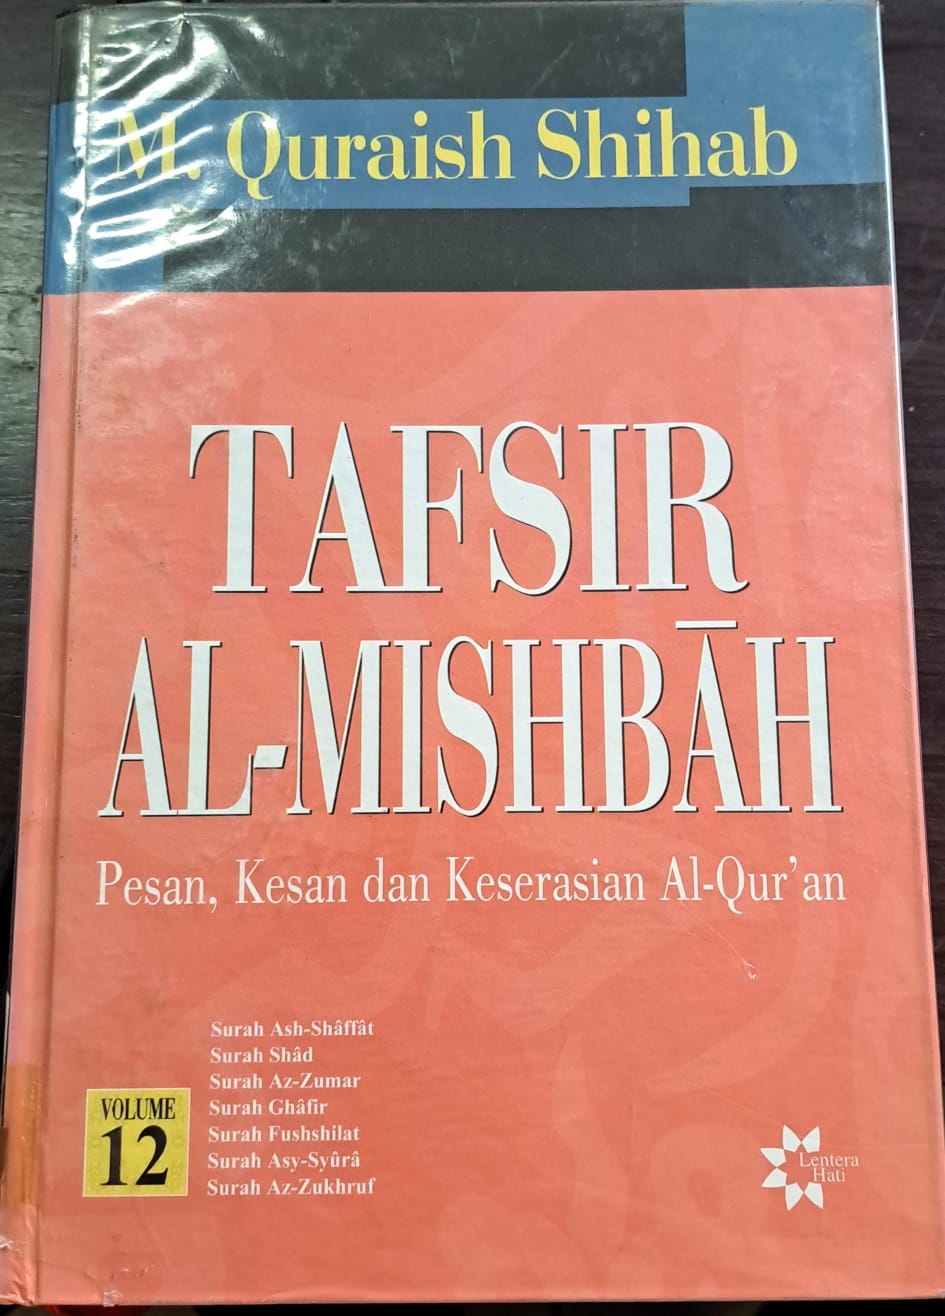 M. Quraish Shihab
TAFSIR
AL-MISHBĀH
Pesan, Kesan dan Keserasian Al-Qur'an
Surah Ash-Shâffât
Surah Shâd
Surah Az-Zumar
Surah Ghâfir
Surah Fushshilat
Surah Asy-Syûrâ
Surah Az-Zukhruf
VOLUME
12
Lentera
Hati